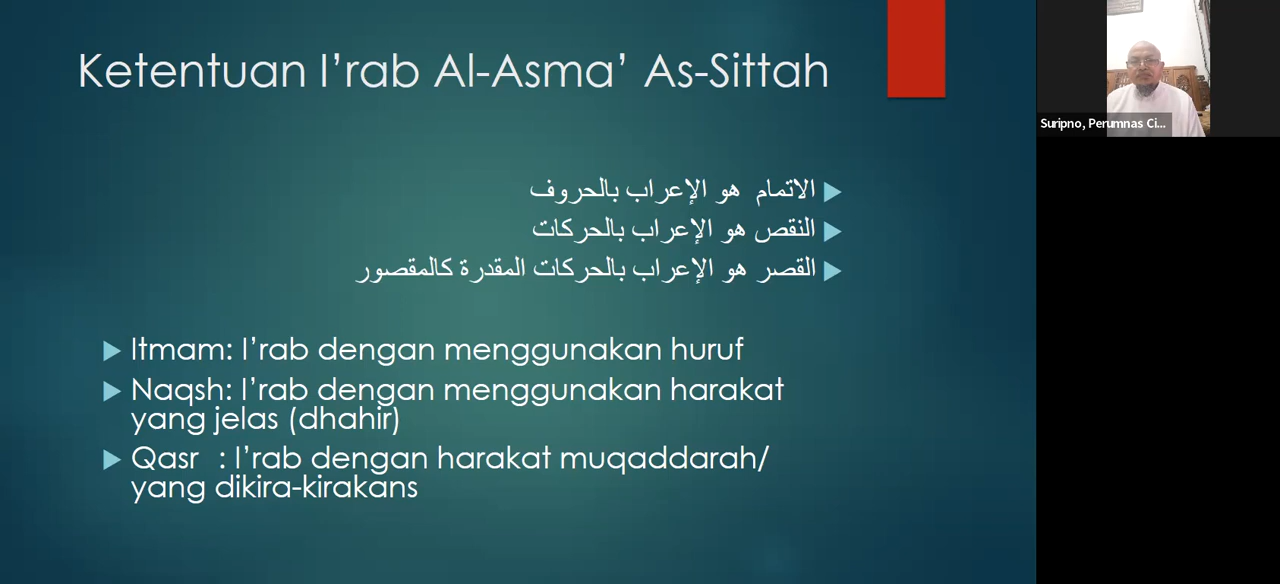 Ketentuan I'rab Al-Asma' As-Sittah
الاتمام هو الإعراب بالحروف
النقص هو الإعراب بالحركات
القصر هو الإعراب بالحركات المقدرة كالمقصور
Itmam: I'rab dengan menggunakan huruf
Naqsh: I'rab dengan menggunakan harakat
yang jelas (dhahir)
Qasr : I'rab dengan harakat muqaddarah/
yang dikira-kirakans
Suripno, Perumnas Ci...